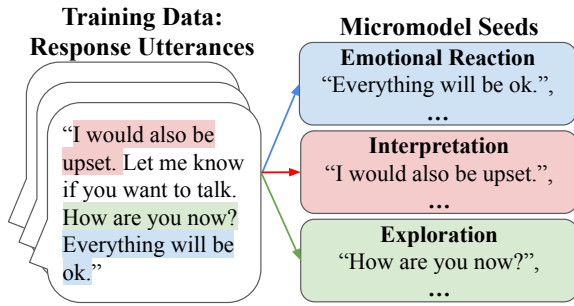 Training Data:
Response Utterances
“I would also be
upset. Let me know
if you want to talk.
How are you now?
Everything will be
ok.”
Micromodel Seeds
Emotional Reaction
“Everything will be ok.”,
...
Interpretation
“I would also be upset.”,
...
Exploration
“How are you now?”,
...